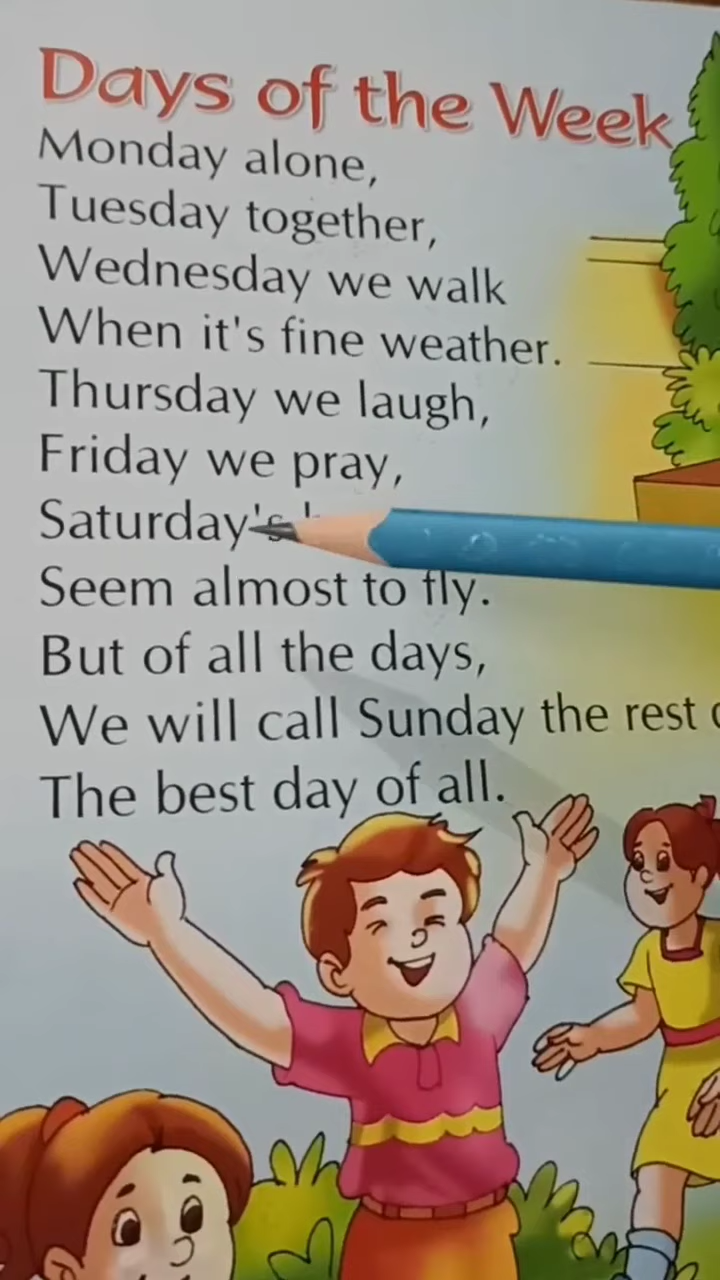 Days of the Week
Monday alone,
Tuesday together,
Wednesday we walk
When it's fine weather.
Thursday we laugh,
Friday we pray,
Saturday's
Seem almost to fly.
But of all the days,
We will call Sunday the rest
The best day of all.